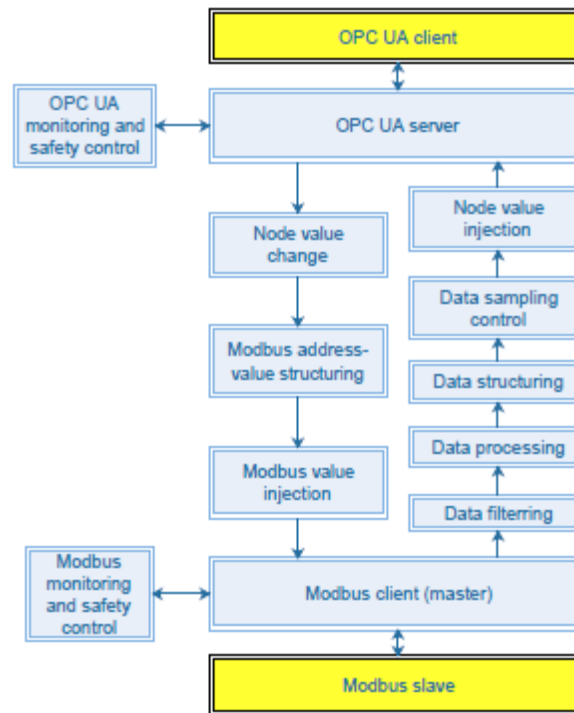 OPC UA client
OPC UA
monitoring and
safety control
OPC UA server
Node value
change
Modbus address-
value structuring
Modbus value
injection
Node value
injection
Data sampling
control
Data structuring
Data processing
Data filterring
Modbus
monitoring
and safety
control
Modbus client (master)
Modbus slave